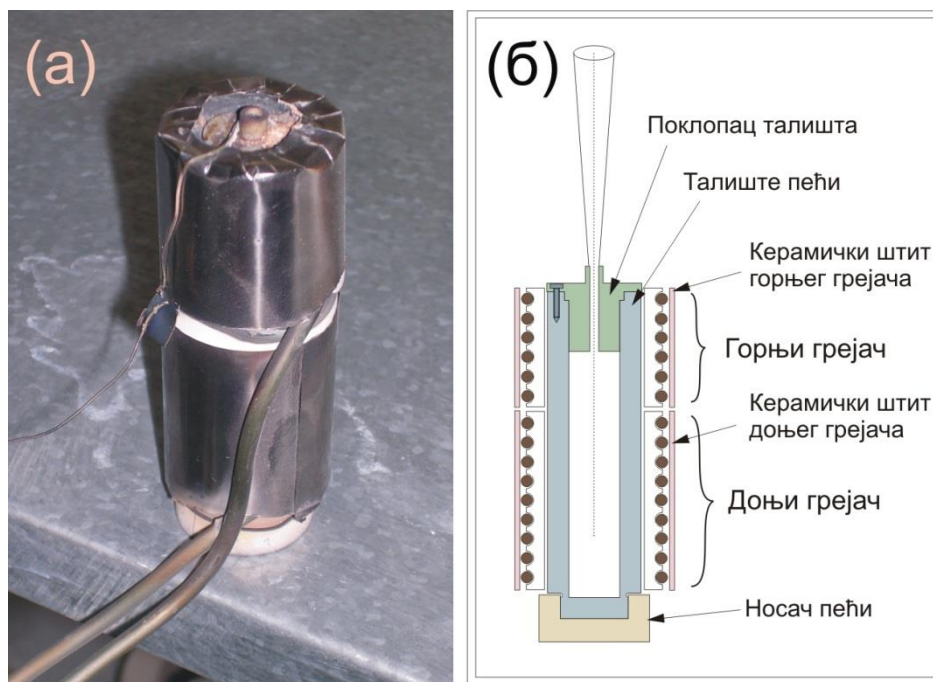 (а)
(б)
Поклопац талишта
Талиште пећи
Керамички штит
горњег грејача
Горњи грејач
Керамички штит
доњег грејача
Доњи грејач
Носач пећи